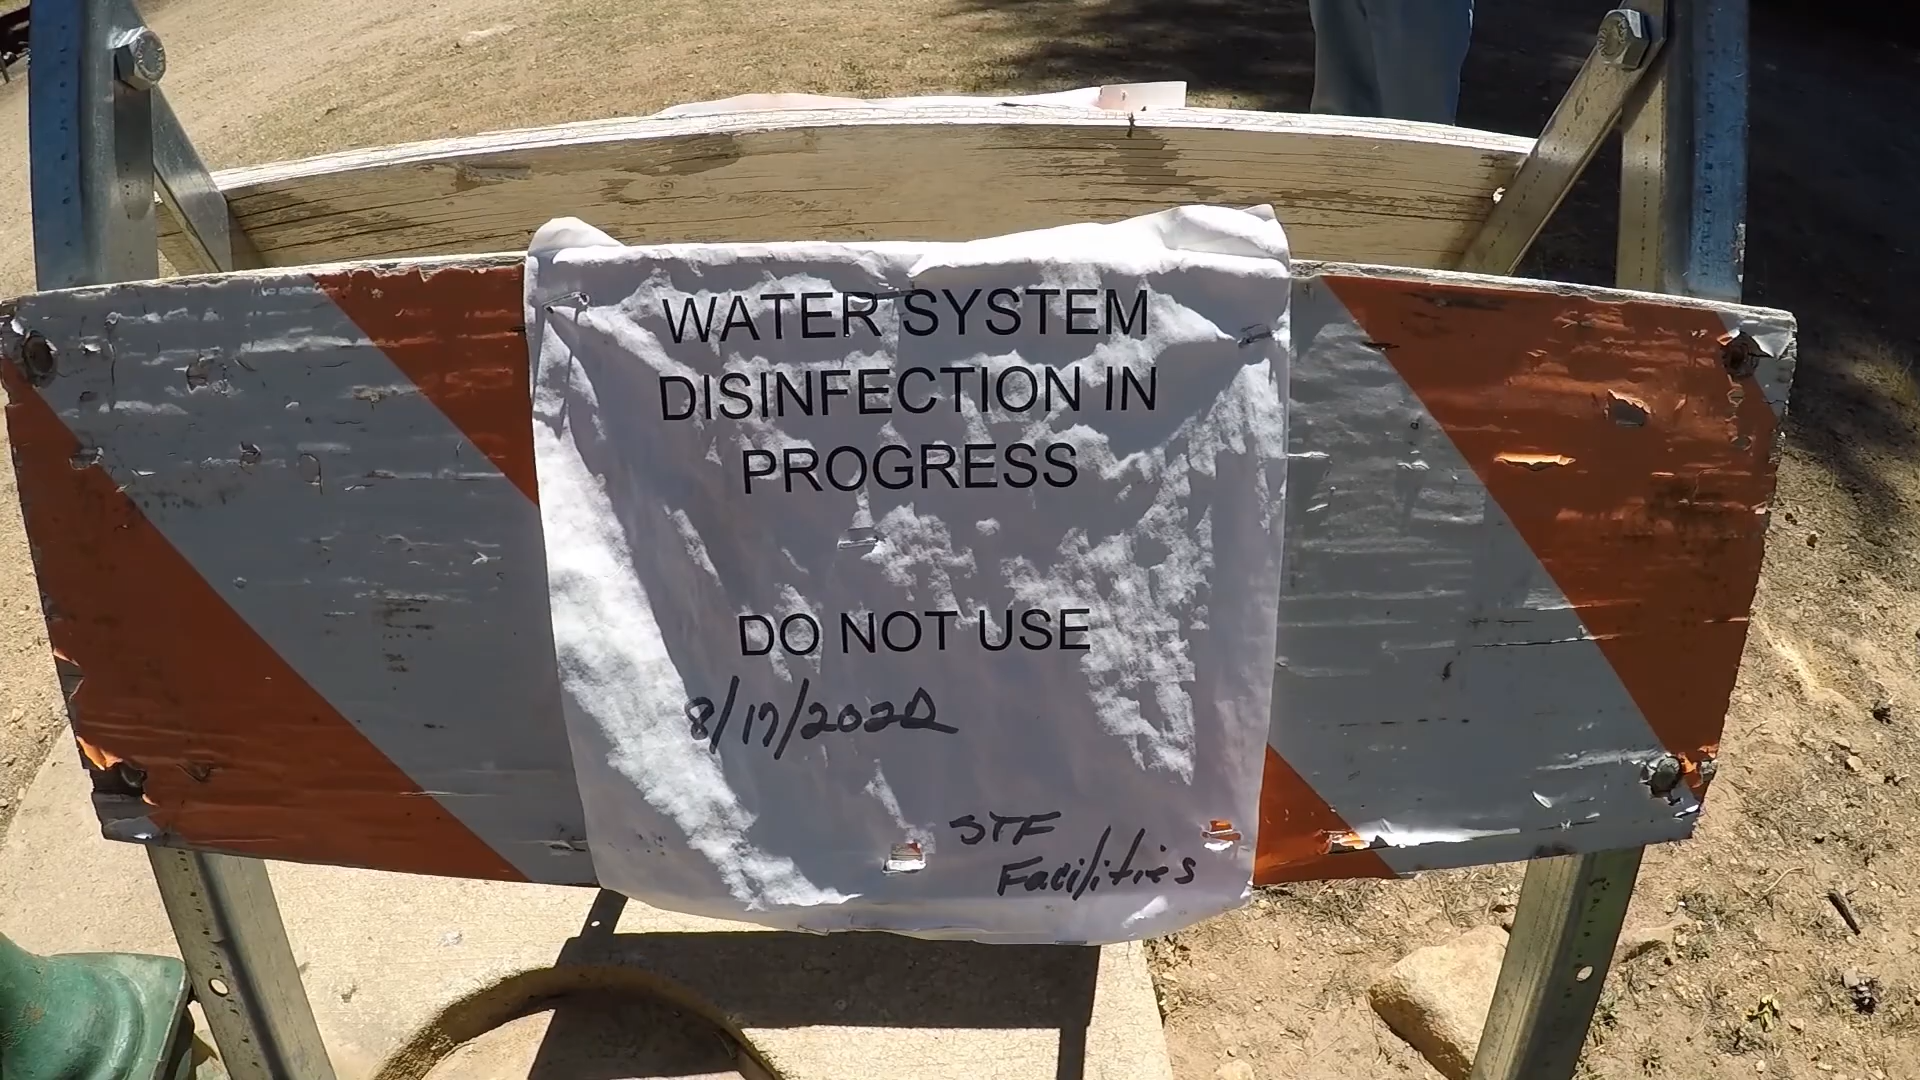 WATER SYSTEM
DISINFECTION IN
PROGRESS
DO NOT USE
8/17/2022
STF
Facilities